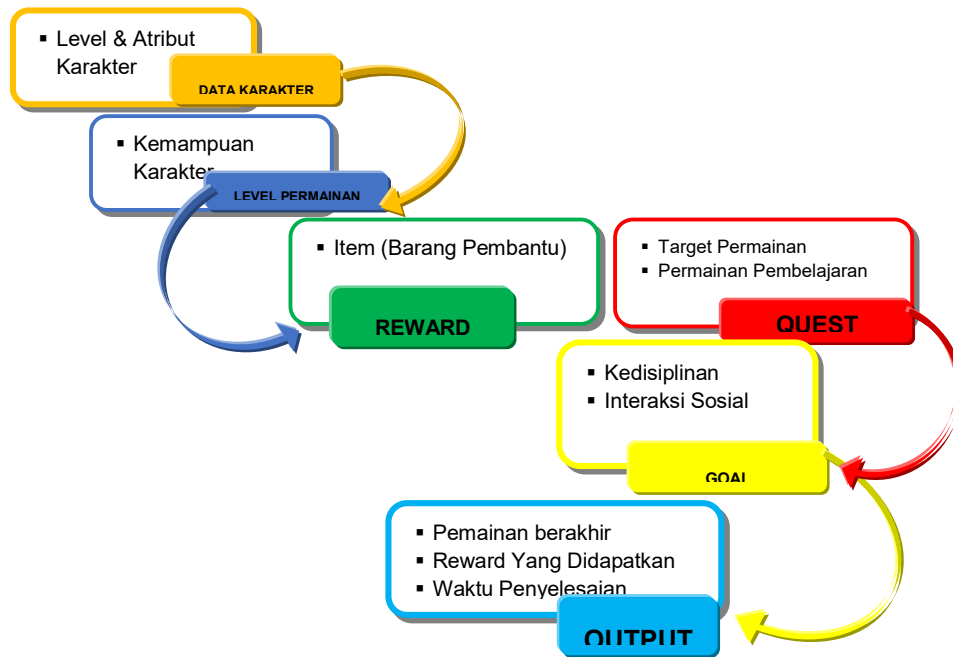 ▪ Level & Atribut
Karakter
DATA KARAKTER
▪ Kemampuan
Karakter
LEVEL PERMAINAN
▪ Item (Barang Pembantu)
REWARD
▪ Target Permainan
▪ Permainan Pembelajaran
QUEST
▪ Kedisiplinan
▪ Interaksi Sosial
GOAL
▪ Pemainan berakhir
▪ Reward Yang Didapatkan
▪ Waktu Penyelesaian
OUTPUT